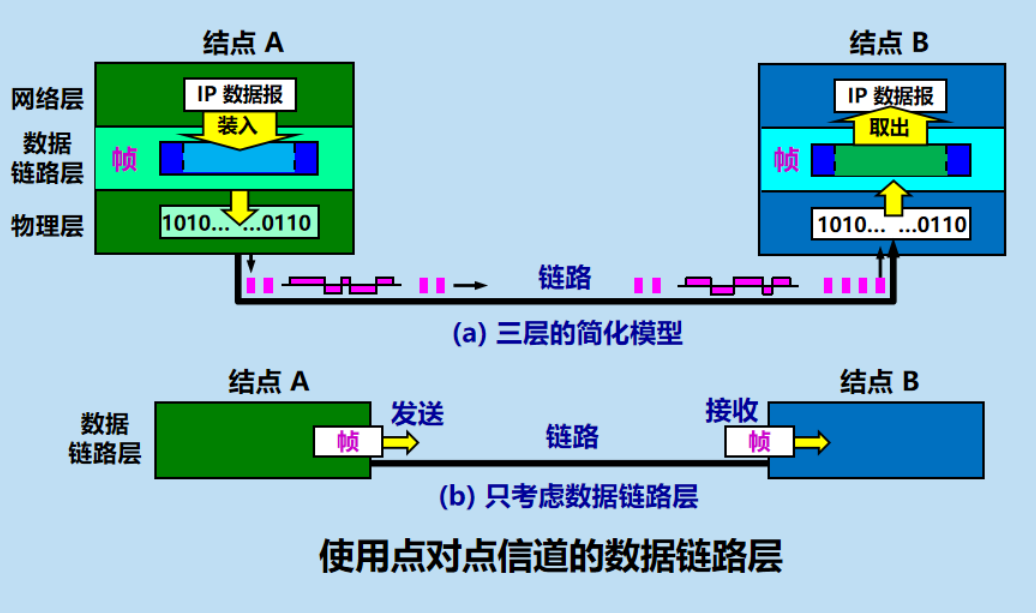 结点 A
结点 B
网络层
IP 数据报
IP 数据报
装入
取出
数据
链路层
帧
帧
物理层
1010... ...0110
1010... ...0110
链路
(a) 三层的简化模型
结点 A
结点 B
数据
链路层
帧
发送
链路
接收
帧
(b) 只考虑数据链路层
使用点对点信道的数据链路层